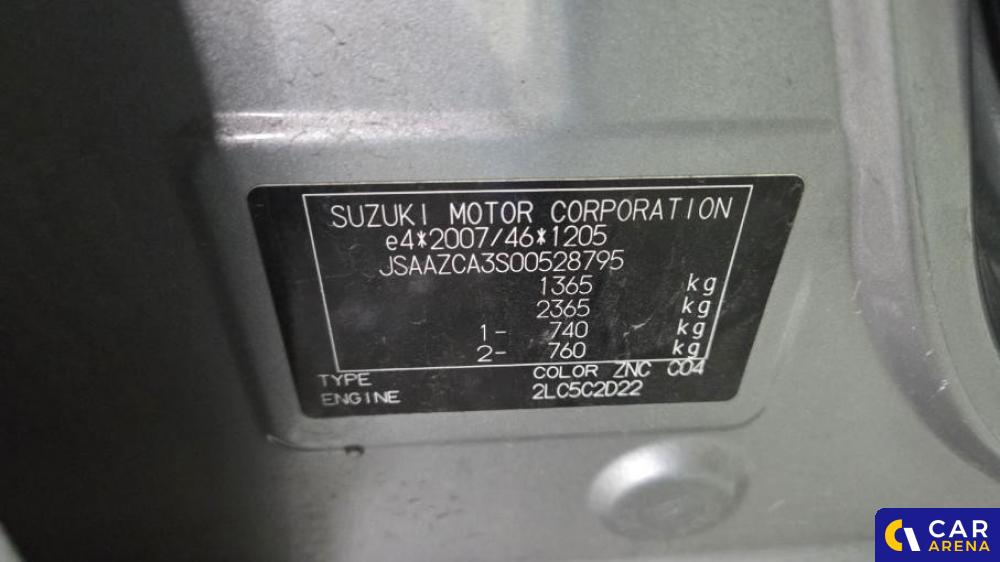 SUZUKI MOTOR CORPORATION
e4*2007/46*1205
JSAAZCA3S00528795
1365 kg
2365 kg
1- 740 kg
2- 760 kg
TYPE COLOR ZNC C04
ENGINE 2LC5C2D22
CAR
ARENA